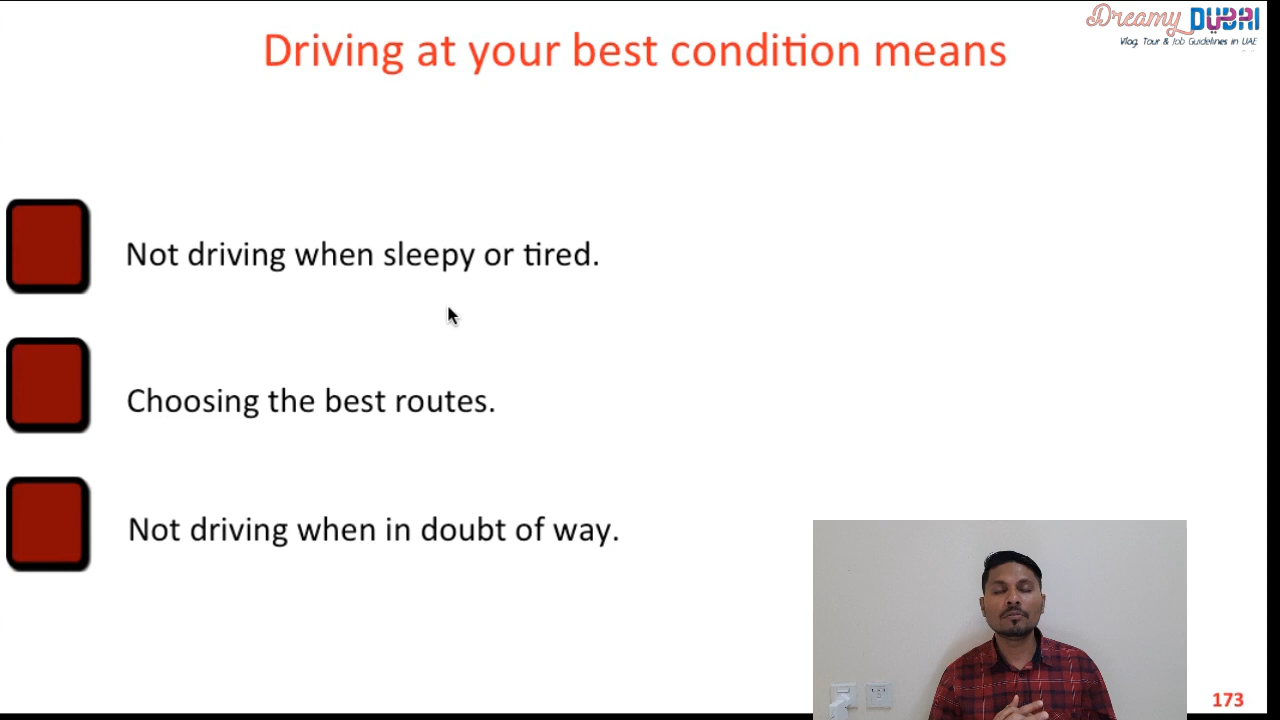 Dreamy DUBAI
Vlog, Tour & Job Guidelines in UAE
Driving at your best condition means
Not driving when sleepy or tired.
Choosing the best routes.
Not driving when in doubt of way.
173